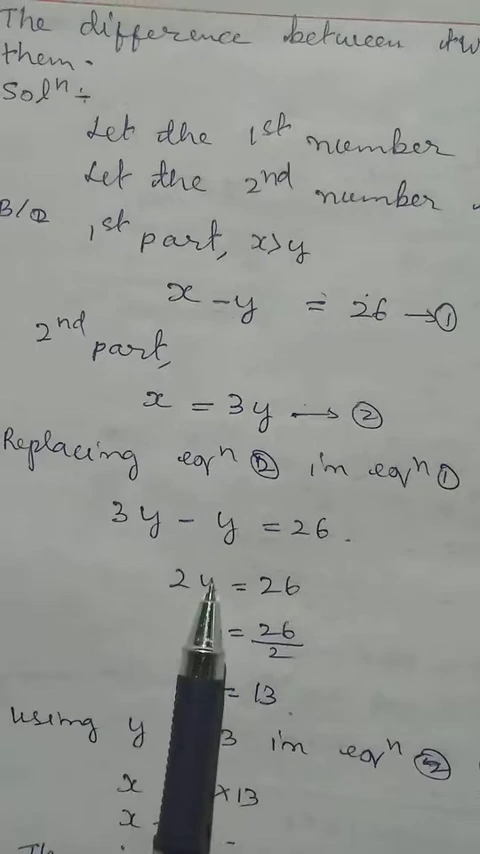 The difference between
them.
Solⁿ ÷
Let the 1st number
Let the 2nd number
1st part, x>y
x - y = 26 → ①
2nd part,
x = 3y → ②
Replacing eqⁿ ② in eqⁿ ①
3y - y = 26.
2y = 26
= 26/2
= 13
using y 3 in eqⁿ ②
x ×13
x